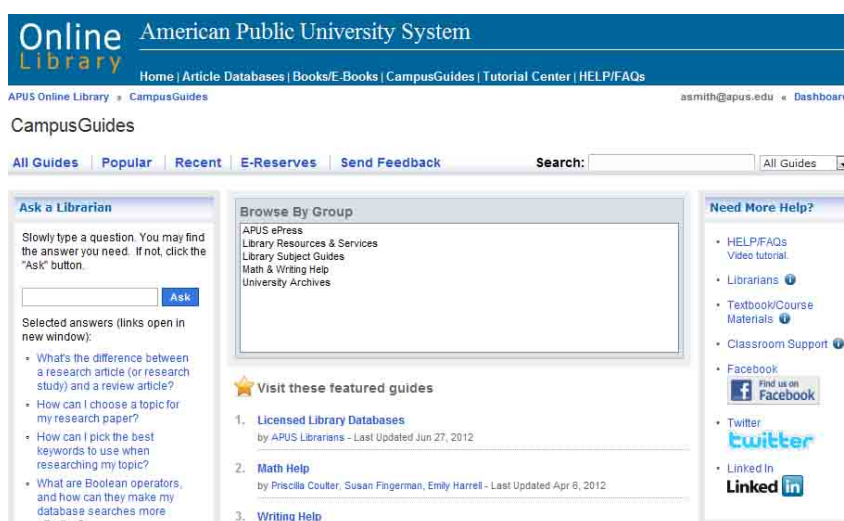 Online Library
American Public University System
Home | Article Databases | Books/E-Books | CampusGuides | Tutorial Center | HELP/FAQs
APUS Online Library » CampusGuides
asmith@apus.edu « Dashboar
CampusGuides
All Guides | Popular | Recent | E-Reserves | Send Feedback
Search:
All Guides
Ask a Librarian
Slowly type a question. You may find
the answer you need. If not, click the
"Ask" button.
Ask
Selected answers (links open in
new window):
What's the difference between
a research article (or research
study) and a review article?
How can I choose a topic for
my research paper?
How can I pick the best
keywords to use when
researching my topic?
What are Boolean operators,
and how can they make my
database searches more
Browse By Group
APUS ePress
Library Resources & Services
Library Subject Guides
Math & Writing Help
University Archives
Visit these featured guides
1. Licensed Library Databases
by APUS Librarians - Last Updated Jun 27, 2012
2. Math Help
by Priscilla Coulter, Susan Fingerman, Emily Harrell - Last Updated Apr 6, 2012
3. Writing Help
Need More Help?
HELP/FAQs
Video tutorial.
Librarians
Textbook/Course
Materials
Classroom Support
Facebook
Find us on
Facebook
Twitter
twitter
Linked In
Linked in